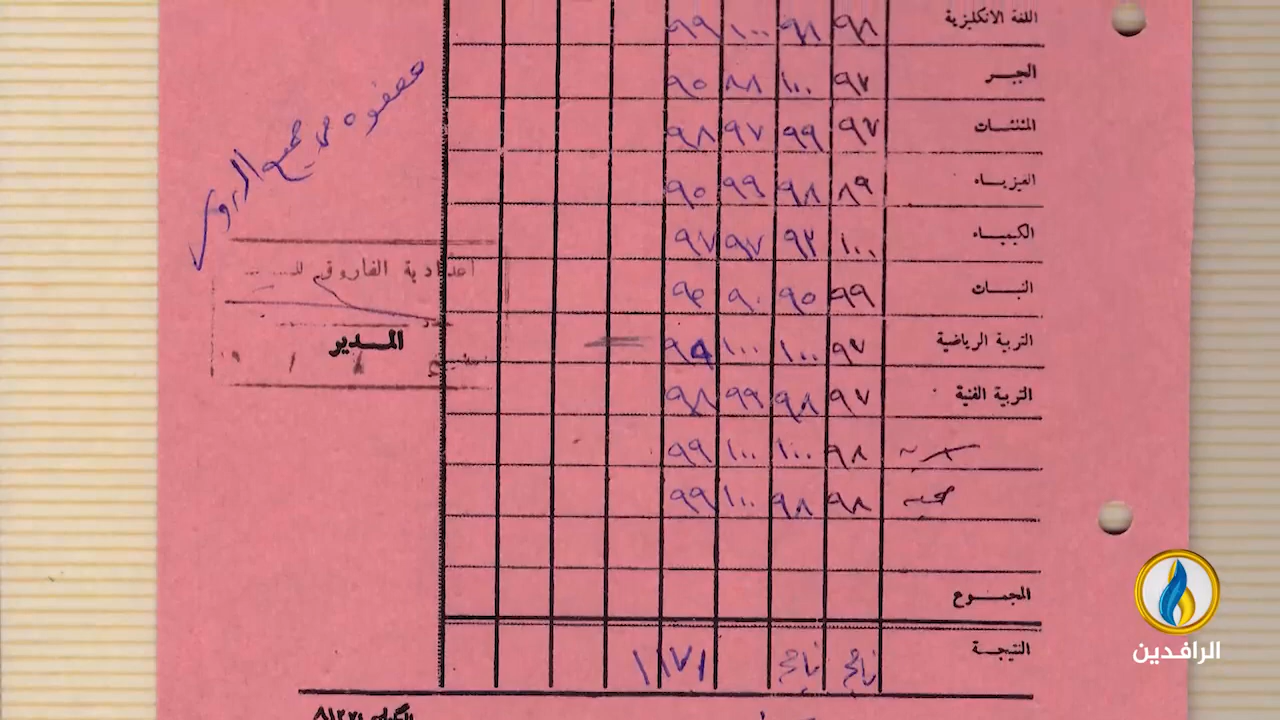 اللغة الانكليزية ٩٨ ٩٨ ١٠٠ ٩٩
الجبر ٩٧ ١٠٠ ٨٨ ٩٥
المثلثات ٩٧ ٩٩ ٩٧ ٩٨
الفيزياء ٨٩ ٩٨ ٩٩ ٩٥
الكيمياء ١٠٠ ٩٢ ٩٧ ٩٧
النبات ٩٩ ٩٥ ٩٠
التربية الرياضية ٩٧ ١٠٠ ١٠٠
التربية الفنية ٩٧ ٩٨ ٩٩ ٩٨
٩٨ ١٠٠ ١٠٠ ٩٩
٩٨ ٩٨ ١٠٠ ٩٩
المجموع
النتيجة ناجح ناجح ١١٧١
اعدادية الفاروق
المدير
الرافدين